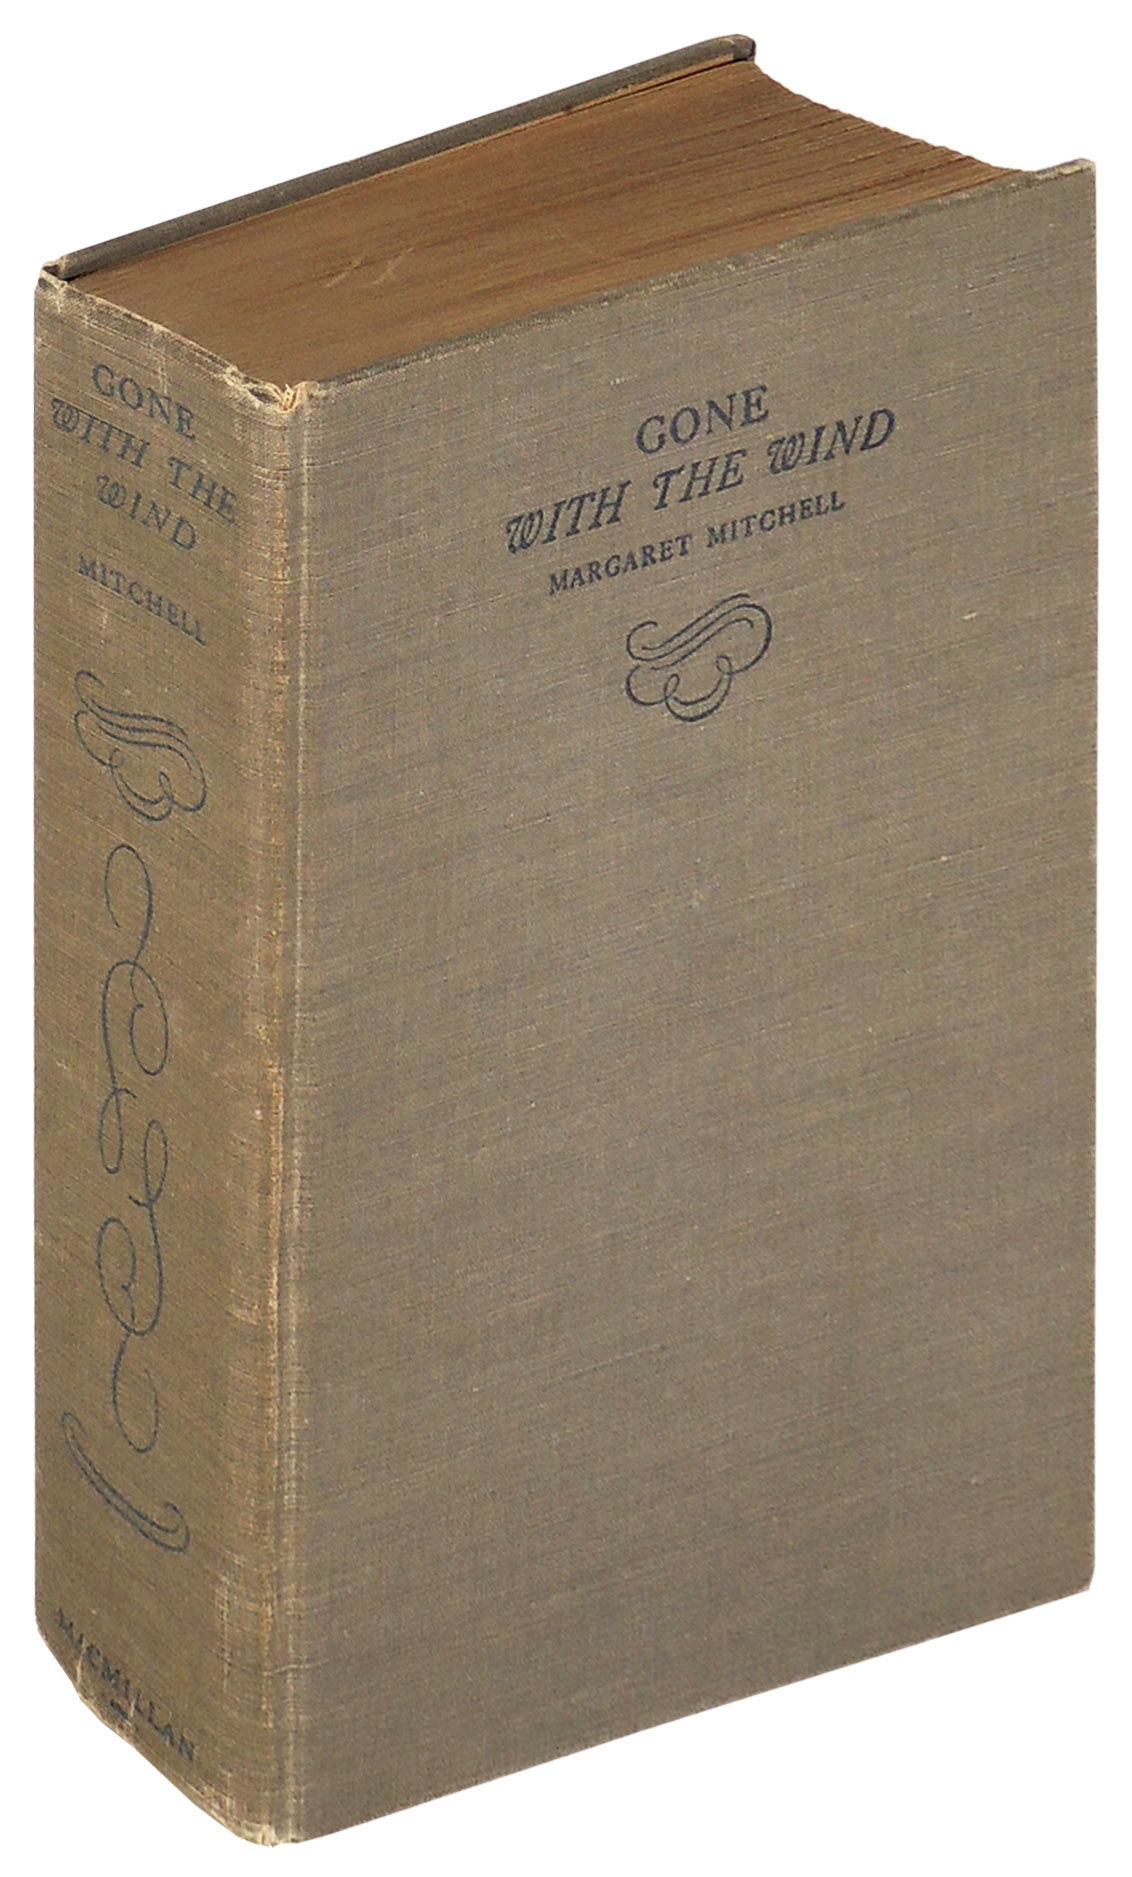 GONE
WITH THE
WIND
MITCHELL
MACMILLAN
GONE
WITH THE WIND
MARGARET MITCHELL